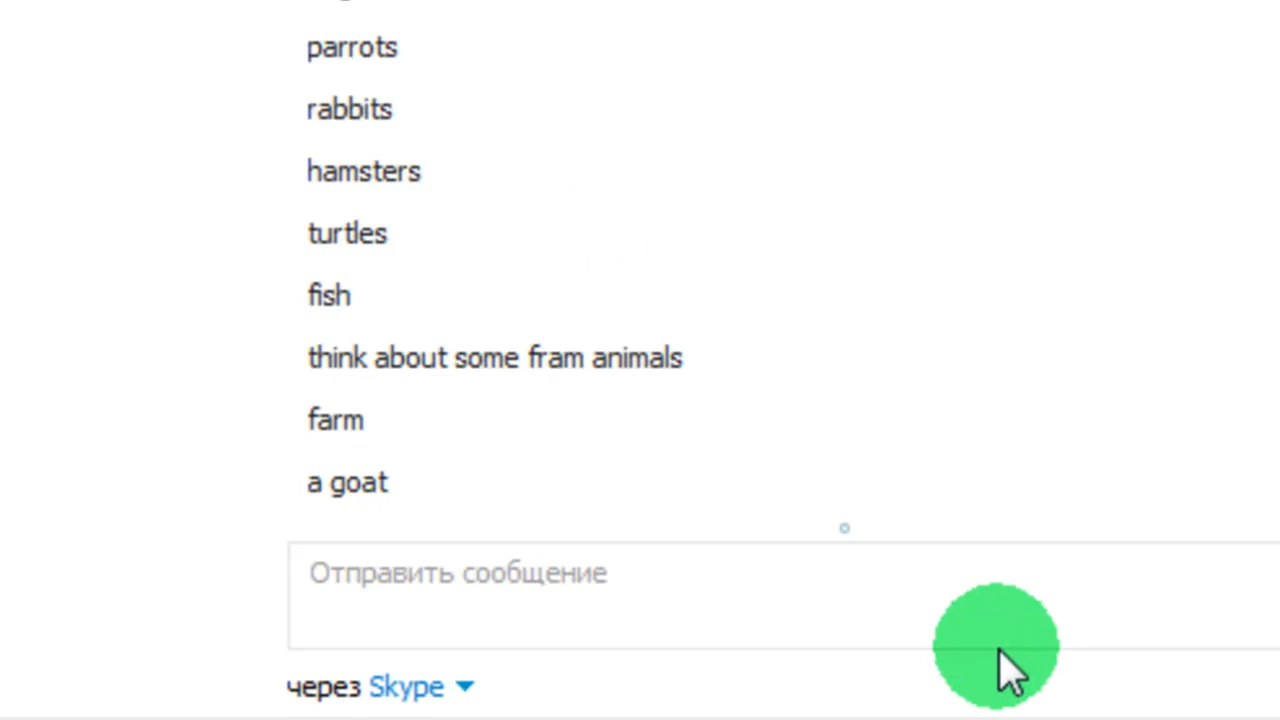 parrots
rabbits
hamsters
turtles
fish
think about some fram animals
farm
a goat
Отправить сообщение
через Skype